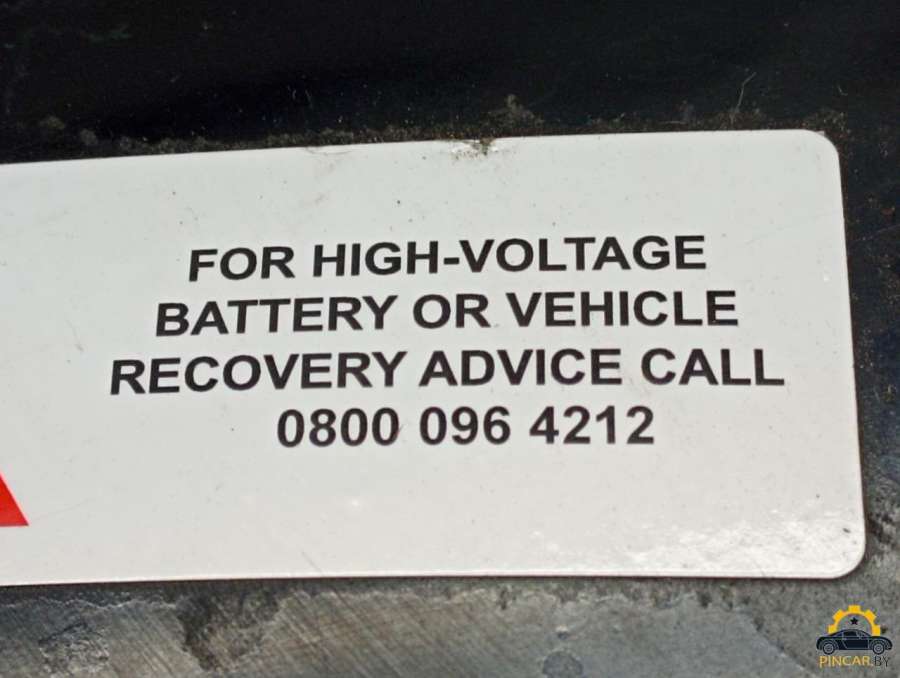 FOR HIGH-VOLTAGE
BATTERY OR VEHICLE
RECOVERY ADVICE CALL
0800 096 4212
PINCAR.BY